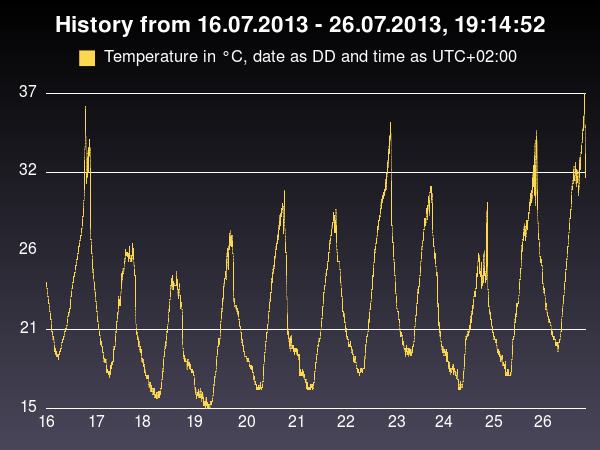 History from 16.07.2013 - 26.07.2013, 19:14:52
Temperature in °C, date as DD and time as UTC+02:00
37
32
26
21
15
16 17 18 19 20 21 22 23 24 25 26